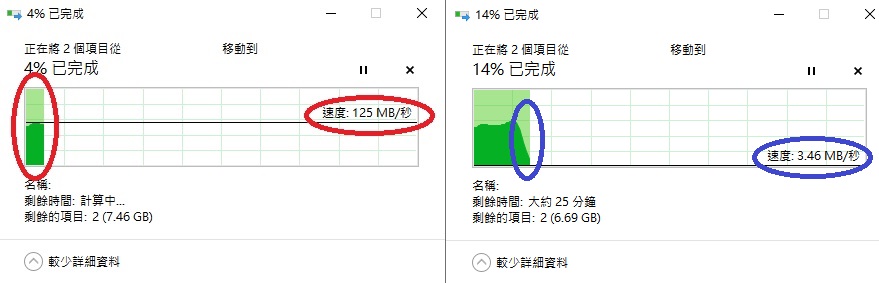 4% 已完成
正在將 2 個項目從 移動到
4% 已完成
速度: 125 MB/秒
名稱:
剩餘時間: 計算中...
剩餘的項目: 2 (7.46 GB)
較少詳細資料
14% 已完成
正在將 2 個項目從 移動到
14% 已完成
速度: 3.46 MB/秒
名稱:
剩餘時間: 大約 25 分鐘
剩餘的項目: 2 (6.69 GB)
較少詳細資料